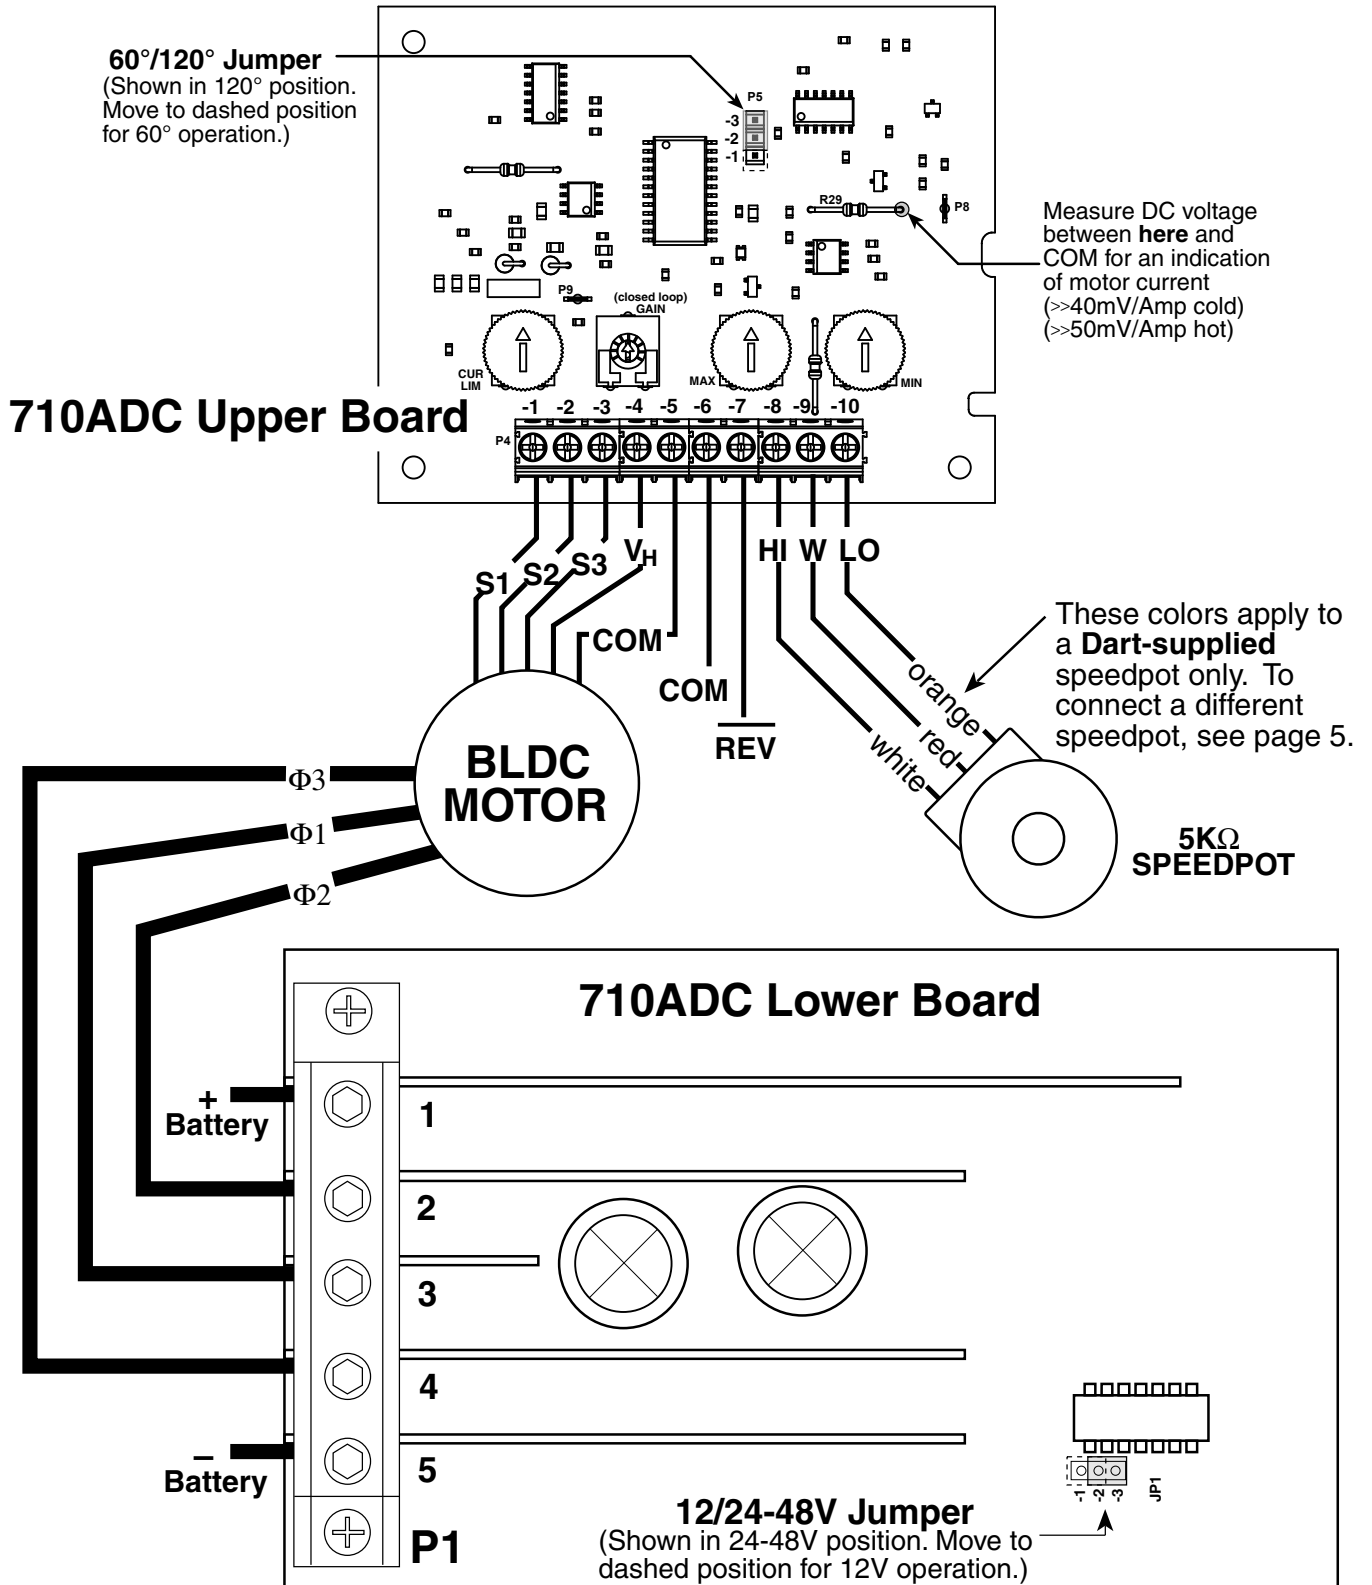 60°/120° Jumper
(Shown in 120° position.
Move to dashed position
for 60° operation.)
P5
-3
-2
-1
R29
P8
Measure DC voltage
between here and
COM for an indication
of motor current
(>>40mV/Amp cold)
(>>50mV/Amp hot)
P9
(closed loop)
GAIN
CUR
LIM
MAX
MIN
710ADC Upper Board
P4
-1 -2 -3 -4 -5 -6 -7 -8 -9 -10
S1 S2 S3 VH COM COM REV HI W LO
These colors apply to
a Dart-supplied
speedpot only. To
connect a different
speedpot, see page 5.
orange
red
white
BLDC
MOTOR
5KΩ
SPEEDPOT
Φ3
Φ1
Φ2
710ADC Lower Board
+
Battery
1
2
3
4
5
–
Battery
P1
-1 -2 -3
JP1
12/24-48V Jumper
(Shown in 24-48V position. Move to
dashed position for 12V operation.)